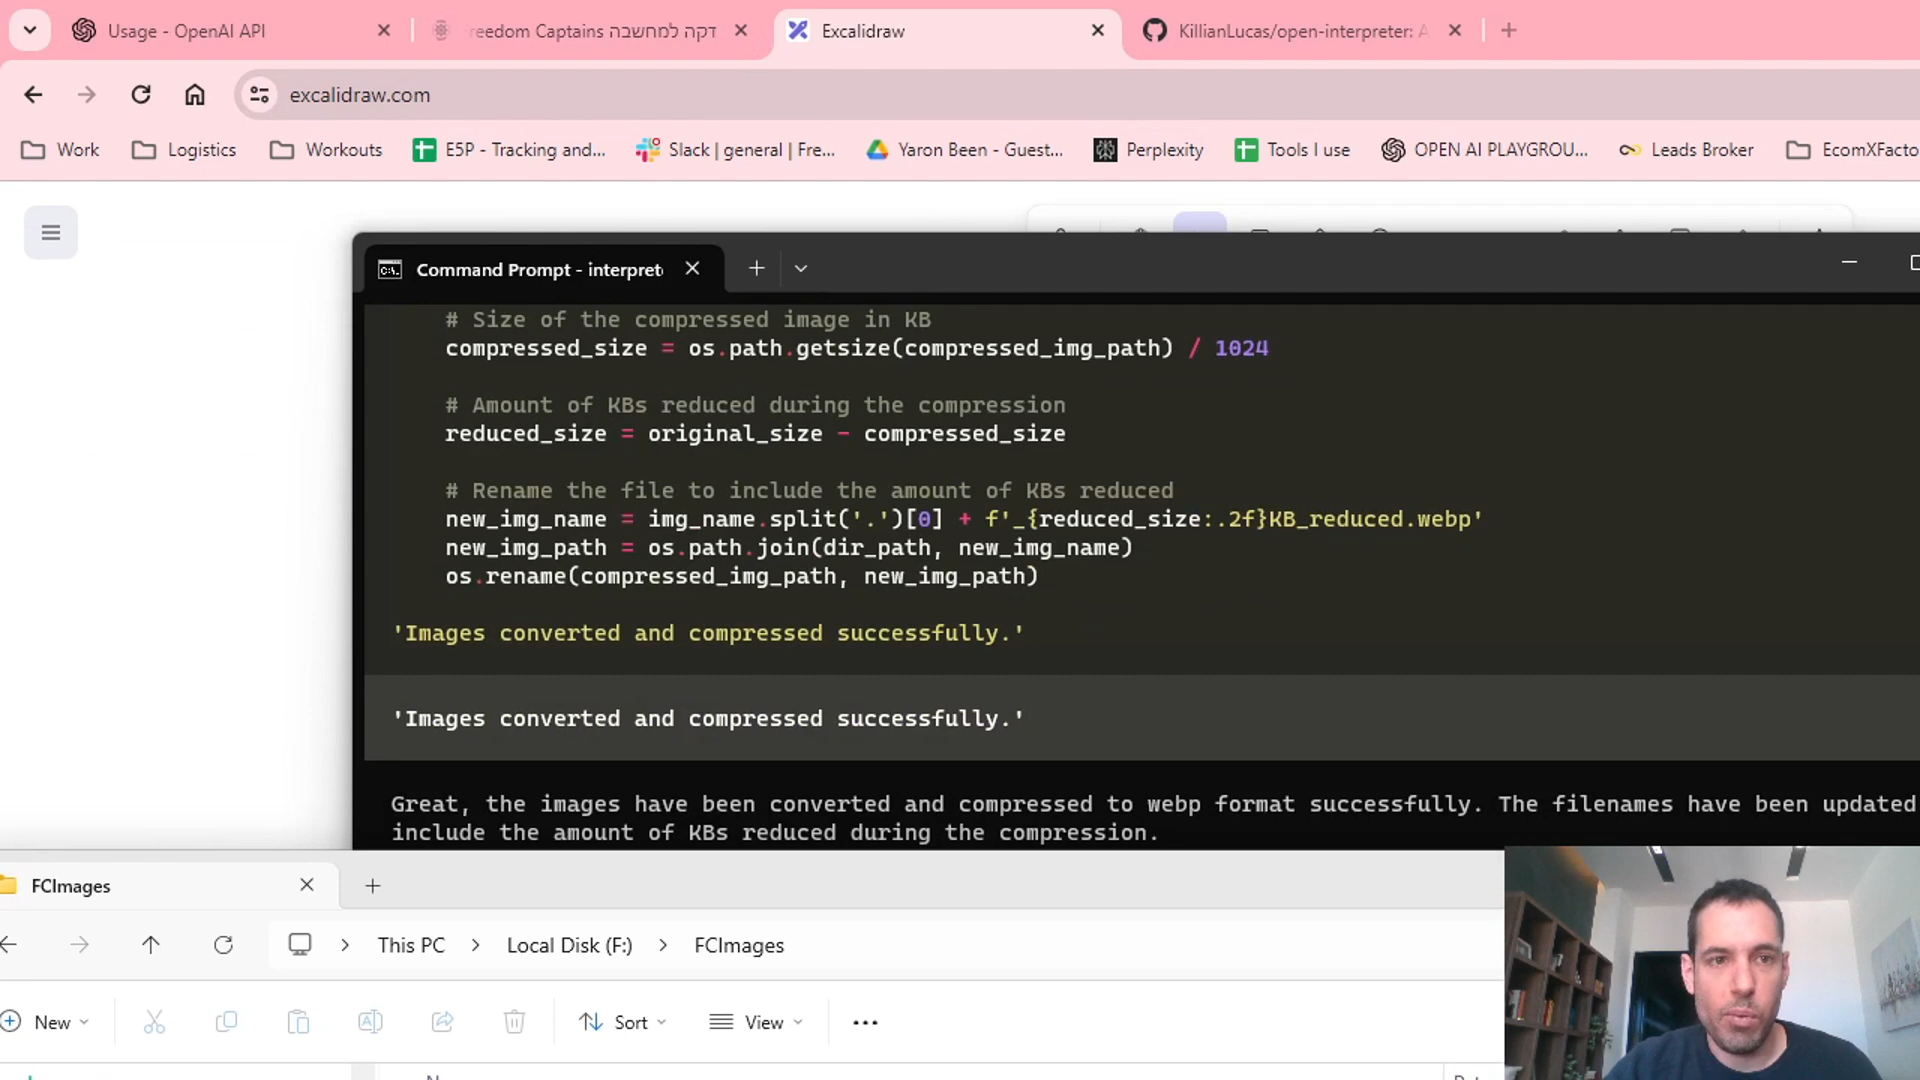 Usage - OpenAI API
reedom Captains דקה למחשבה
Excalidraw
KillianLucas/open-interpreter: A
excalidraw.com
Work
Logistics
Workouts
E5P - Tracking and...
Slack | general | Fre...
Yaron Been - Guest...
Perplexity
Tools I use
OPEN AI PLAYGROU...
Leads Broker
EcomXFacto
Command Prompt - interpret
# Size of the compressed image in KB
compressed_size = os.path.getsize(compressed_img_path) / 1024
# Amount of KBs reduced during the compression
reduced_size = original_size - compressed_size
# Rename the file to include the amount of KBs reduced
new_img_name = img_name.split('.')[0] + f'_{reduced_size:.2f}KB_reduced.webp'
new_img_path = os.path.join(dir_path, new_img_name)
os.rename(compressed_img_path, new_img_path)
'Images converted and compressed successfully.'
'Images converted and compressed successfully.'
Great, the images have been converted and compressed to webp format successfully. The filenames have been updated
include the amount of KBs reduced during the compression.
FCImages
This PC > Local Disk (F:) > FCImages
New
Sort
View